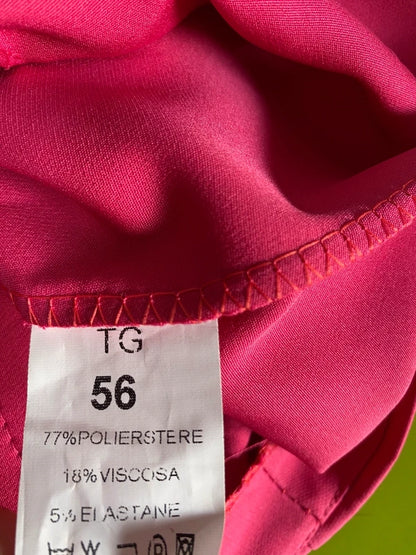 TG
56
77%POLIERSTERE
18%VISCOSA
5%ELASTANE